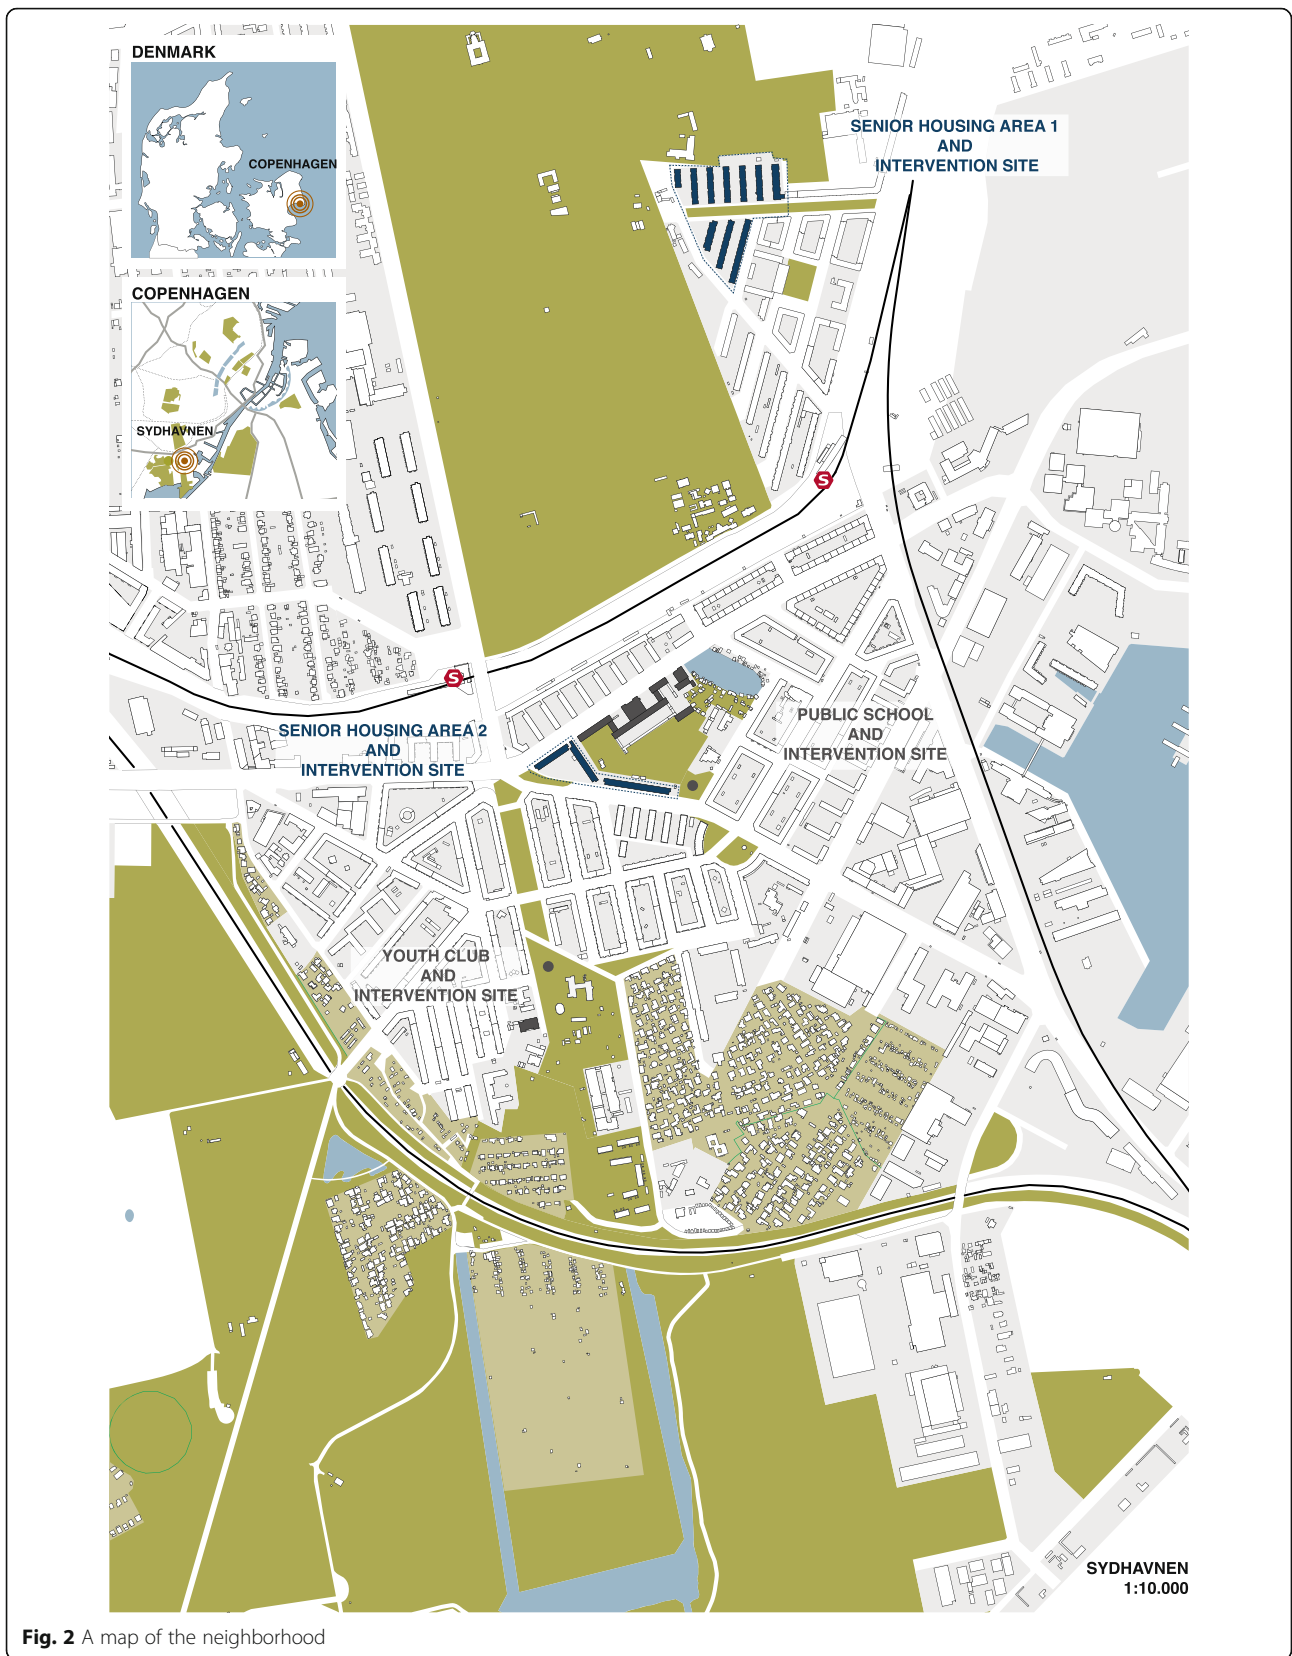 DENMARK
COPENHAGEN
COPENHAGEN
SYDHAVNEN
SENIOR HOUSING AREA 1
AND
INTERVENTION SITE
S
S
SENIOR HOUSING AREA 2
AND
INTERVENTION SITE
PUBLIC SCHOOL
AND
INTERVENTION SITE
YOUTH CLUB
AND
INTERVENTION SITE
SYDHAVNEN
1:10.000
Fig. 2 A map of the neighborhood